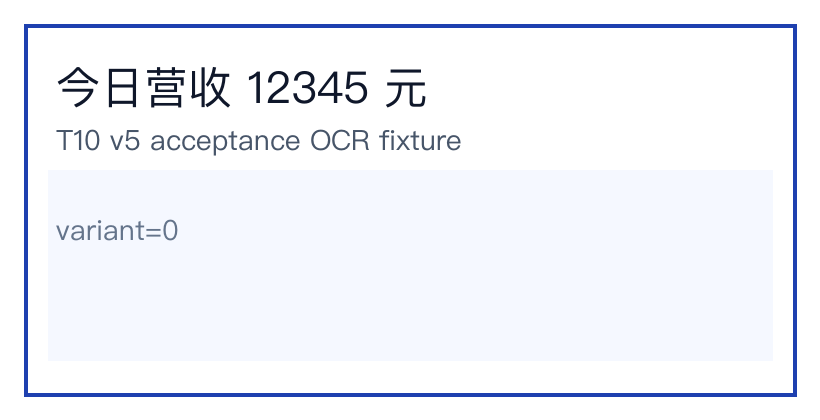 今日营收 12345 元
T10 v5 acceptance OCR fixture
variant=0